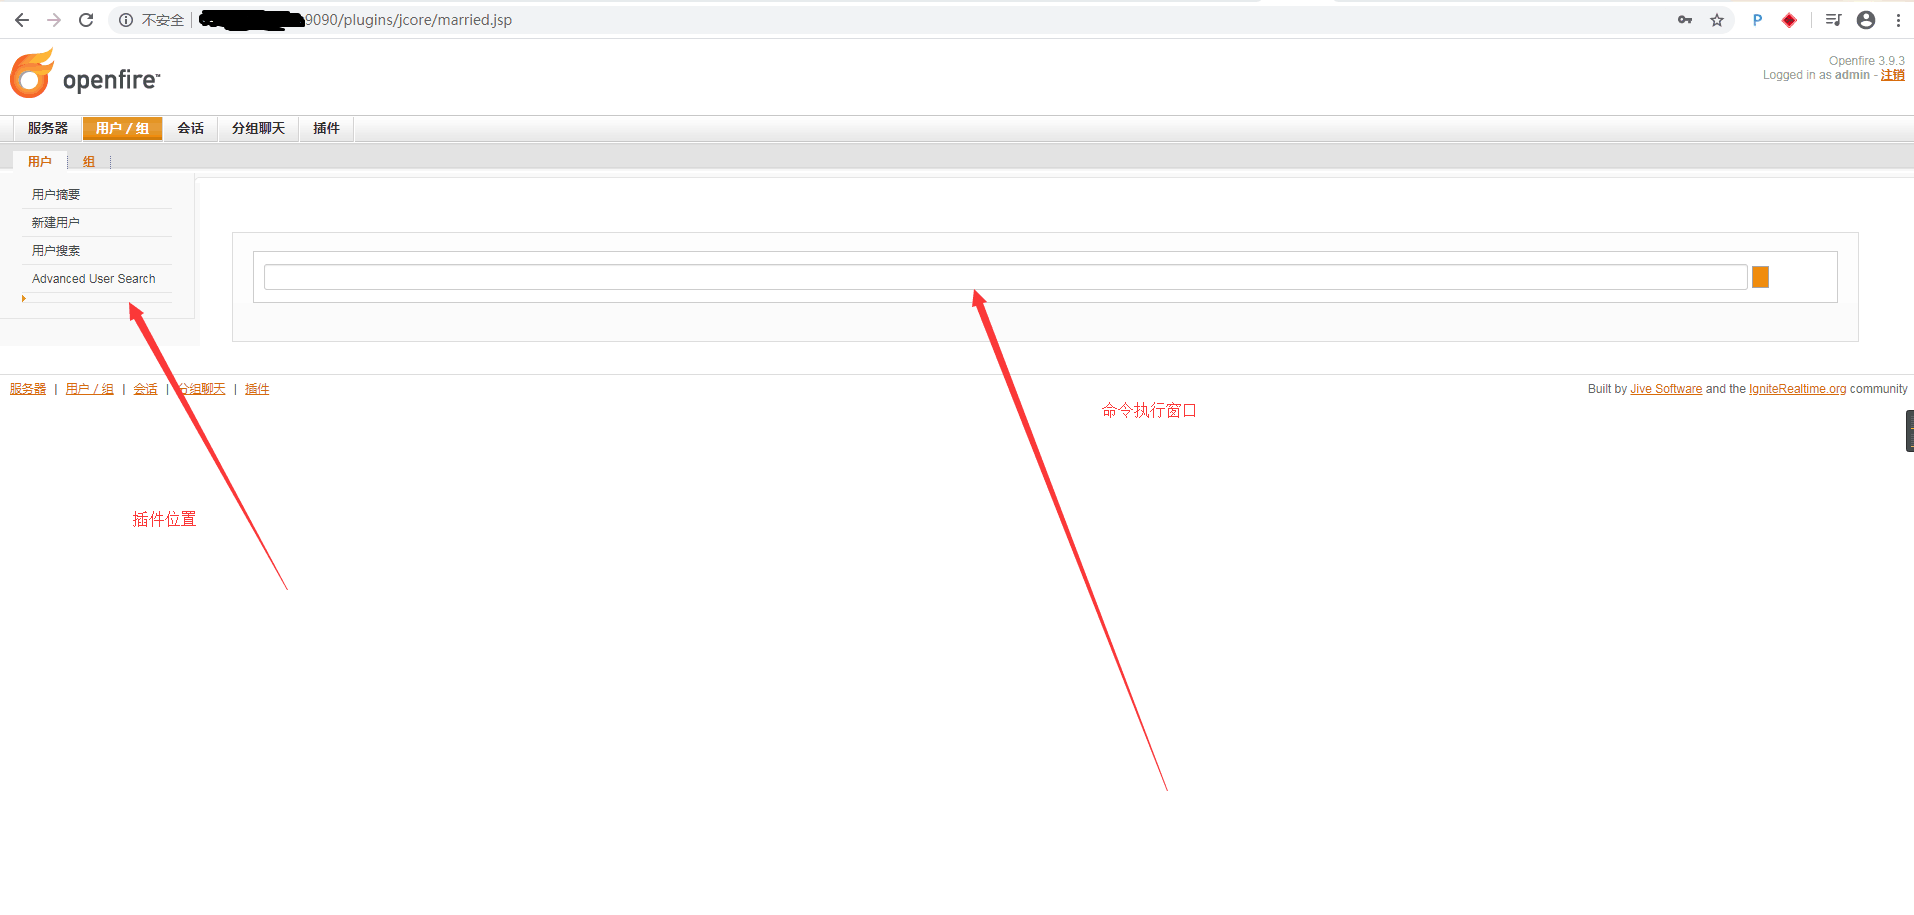 不安全 9090/plugins/jcore/married.jsp
P
openfire™
Openfire 3.9.3
Logged in as admin - 注销
服务器 用户 / 组 会话 分组聊天 插件
用户 组
用户摘要
新建用户
用户搜索
Advanced User Search
服务器 | 用户 / 组 | 会话 | 分组聊天 | 插件
Built by Jive Software and the IgniteRealtime.org community
命令执行窗口
插件位置